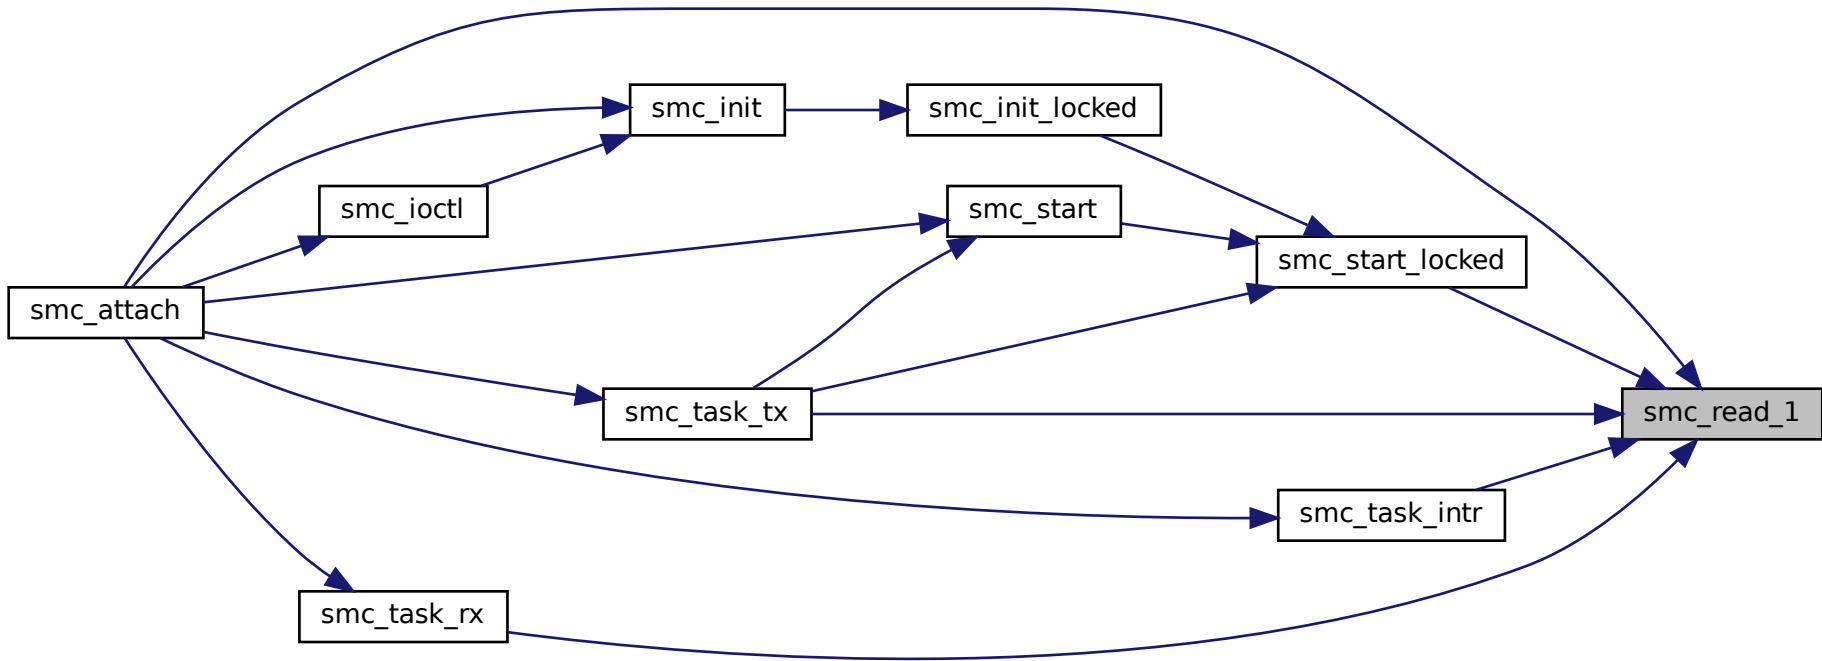 smc_init
smc_init_locked
smc_ioctl
smc_start
smc_start_locked
smc_attach
smc_task_tx
smc_read_1
smc_task_intr
smc_task_rx